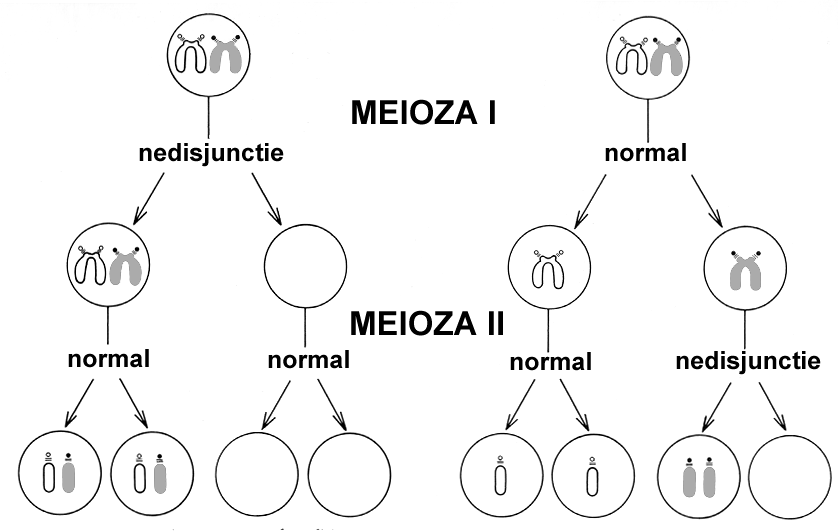 MEIOZA I
nedisjunctie
normal
MEIOZA II
normal
normal
normal
nedisjunctie